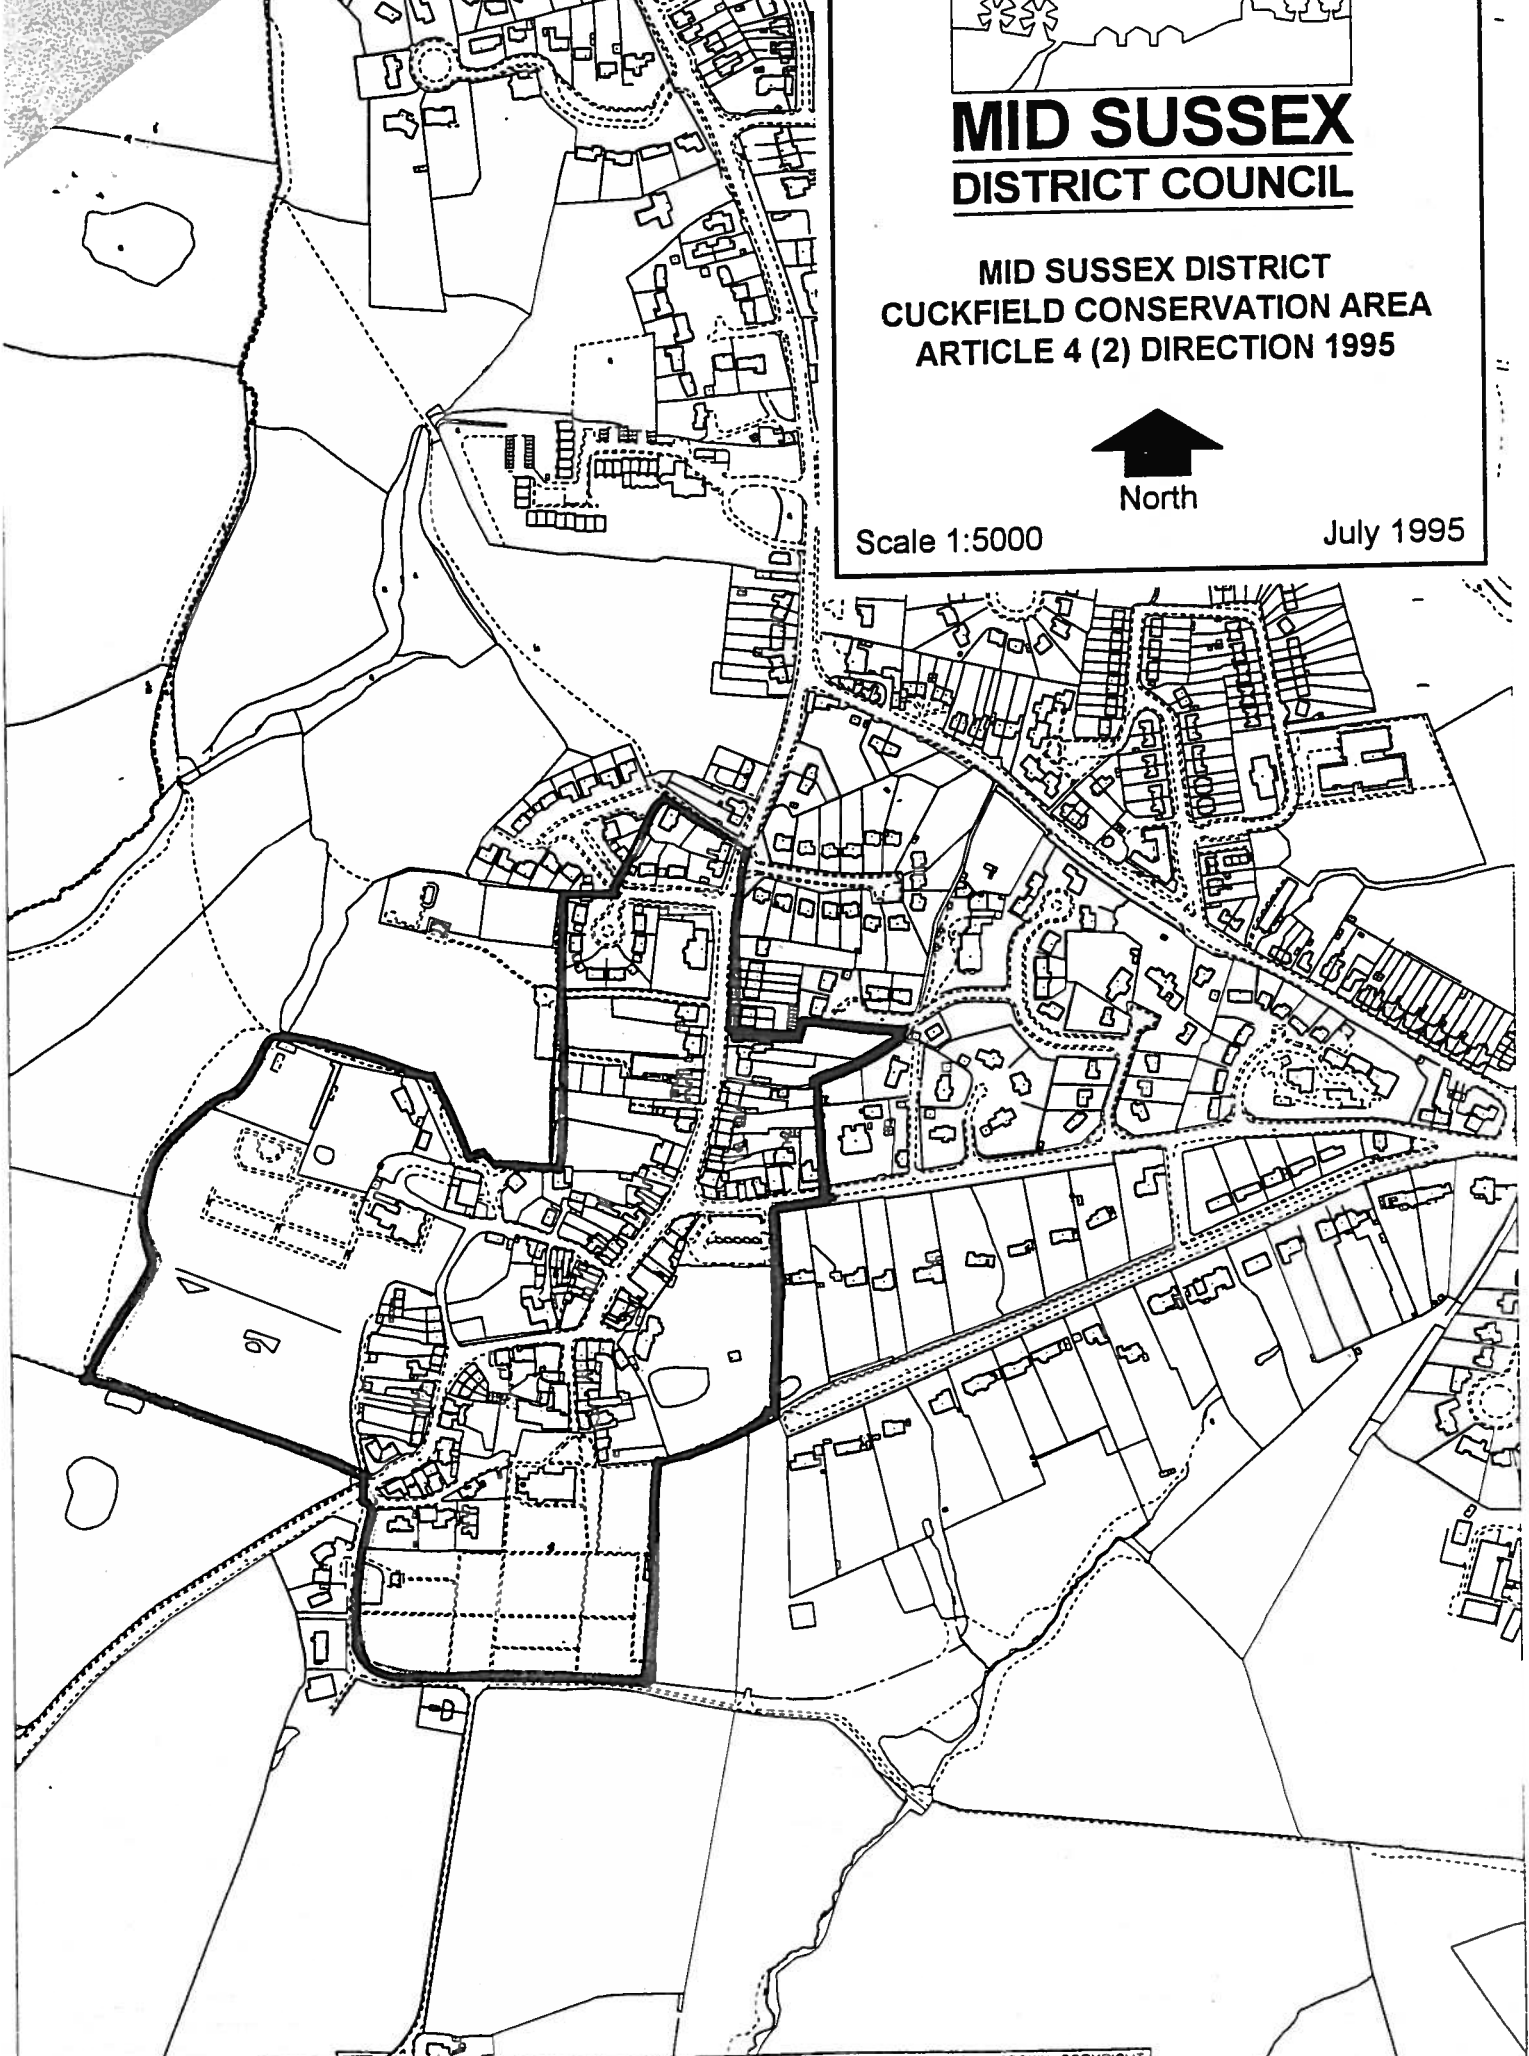 MID SUSSEX
DISTRICT COUNCIL
MID SUSSEX DISTRICT
CUCKFIELD CONSERVATION AREA
ARTICLE 4 (2) DIRECTION 1995
North
Scale 1:5000
July 1995